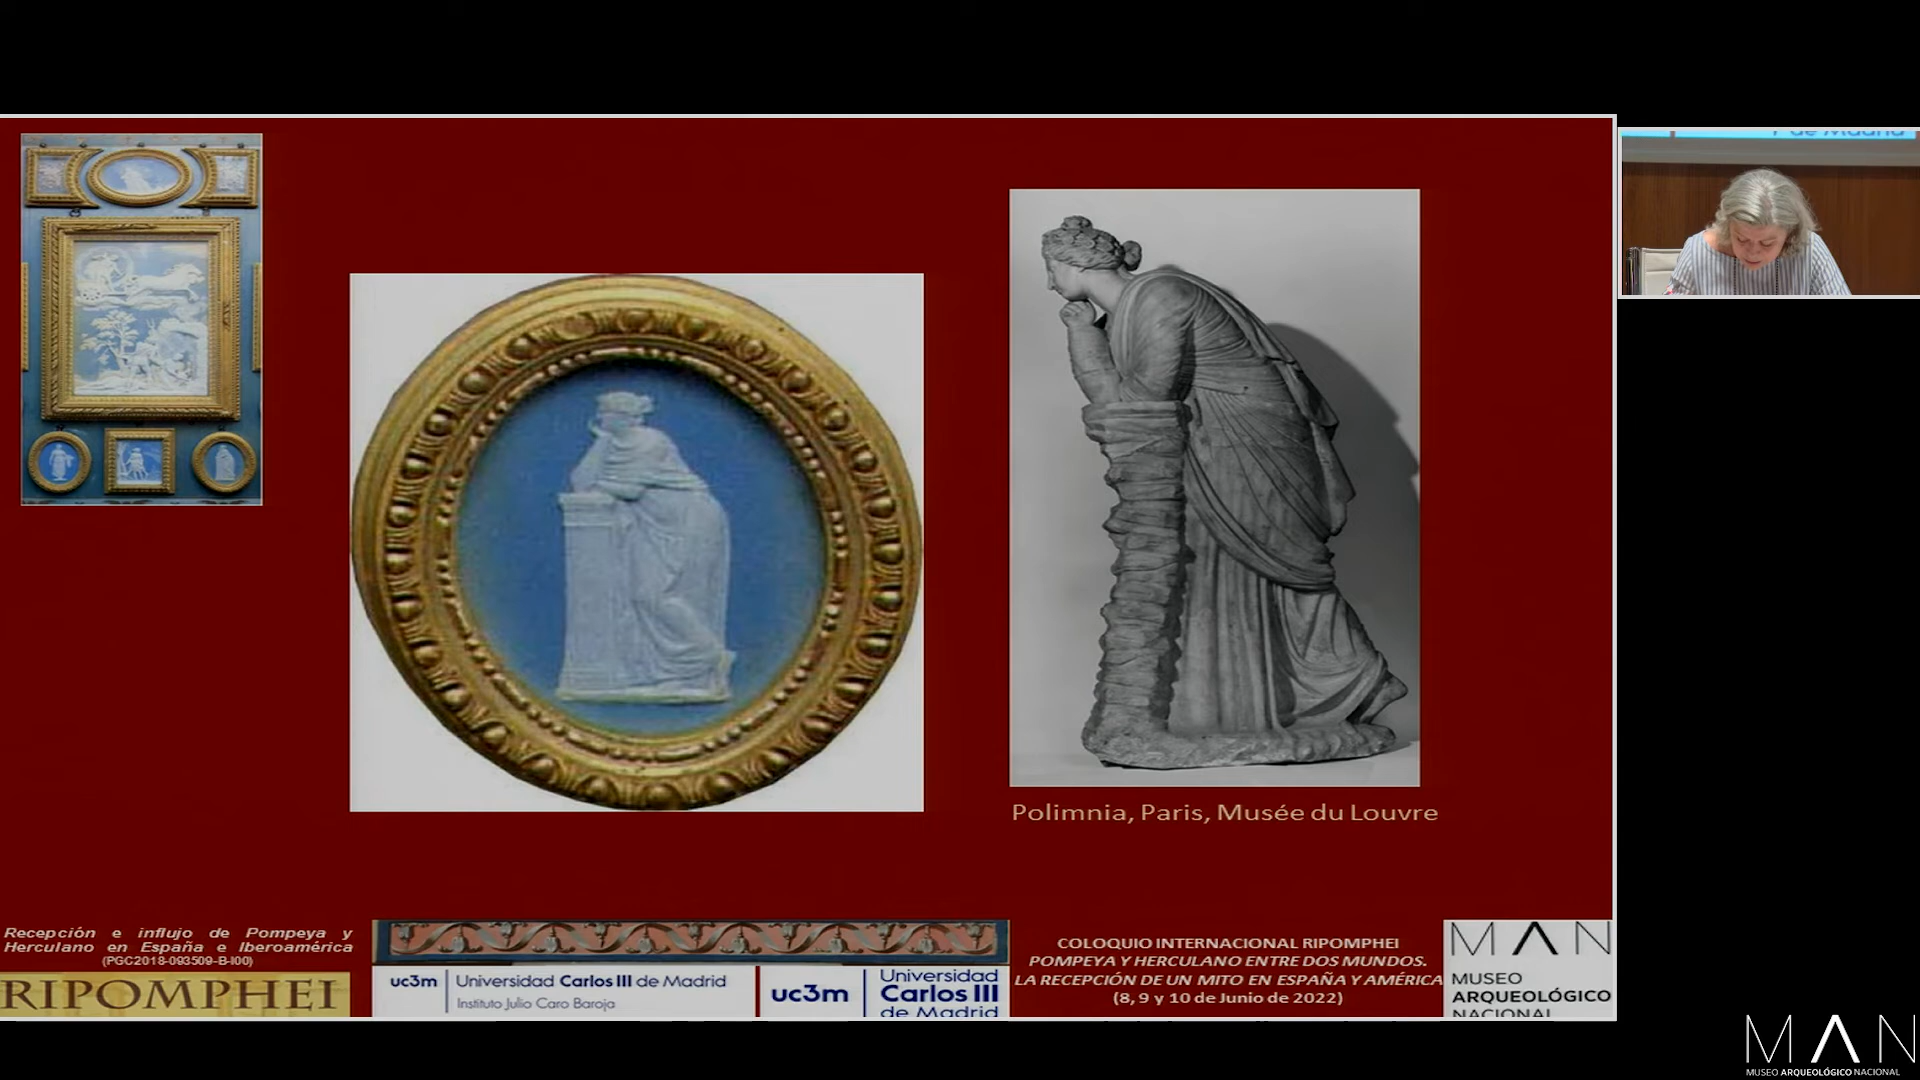 Y de Madrid
Polimnia, Paris, Musée du Louvre
Recepción e influjo de Pompeya y
Herculano en España e Iberoamérica
(PGC2018-093509-B-I00)
RIPOMPHEI
uc3m Universidad Carlos III de Madrid
Instituto Julio Caro Baroja
uc3m Universidad
Carlos III
de Madrid
COLOQUIO INTERNACIONAL RIPOMPHEI
POMPEYA Y HERCULANO ENTRE DOS MUNDOS.
LA RECEPCIÓN DE UN MITO EN ESPAÑA Y AMÉRICA
(8, 9 y 10 de Junio de 2022)
MAN
MUSEO
ARQUEOLÓGICO
NACIONAL
MAN
MUSEO ARQUEOLÓGICO NACIONAL